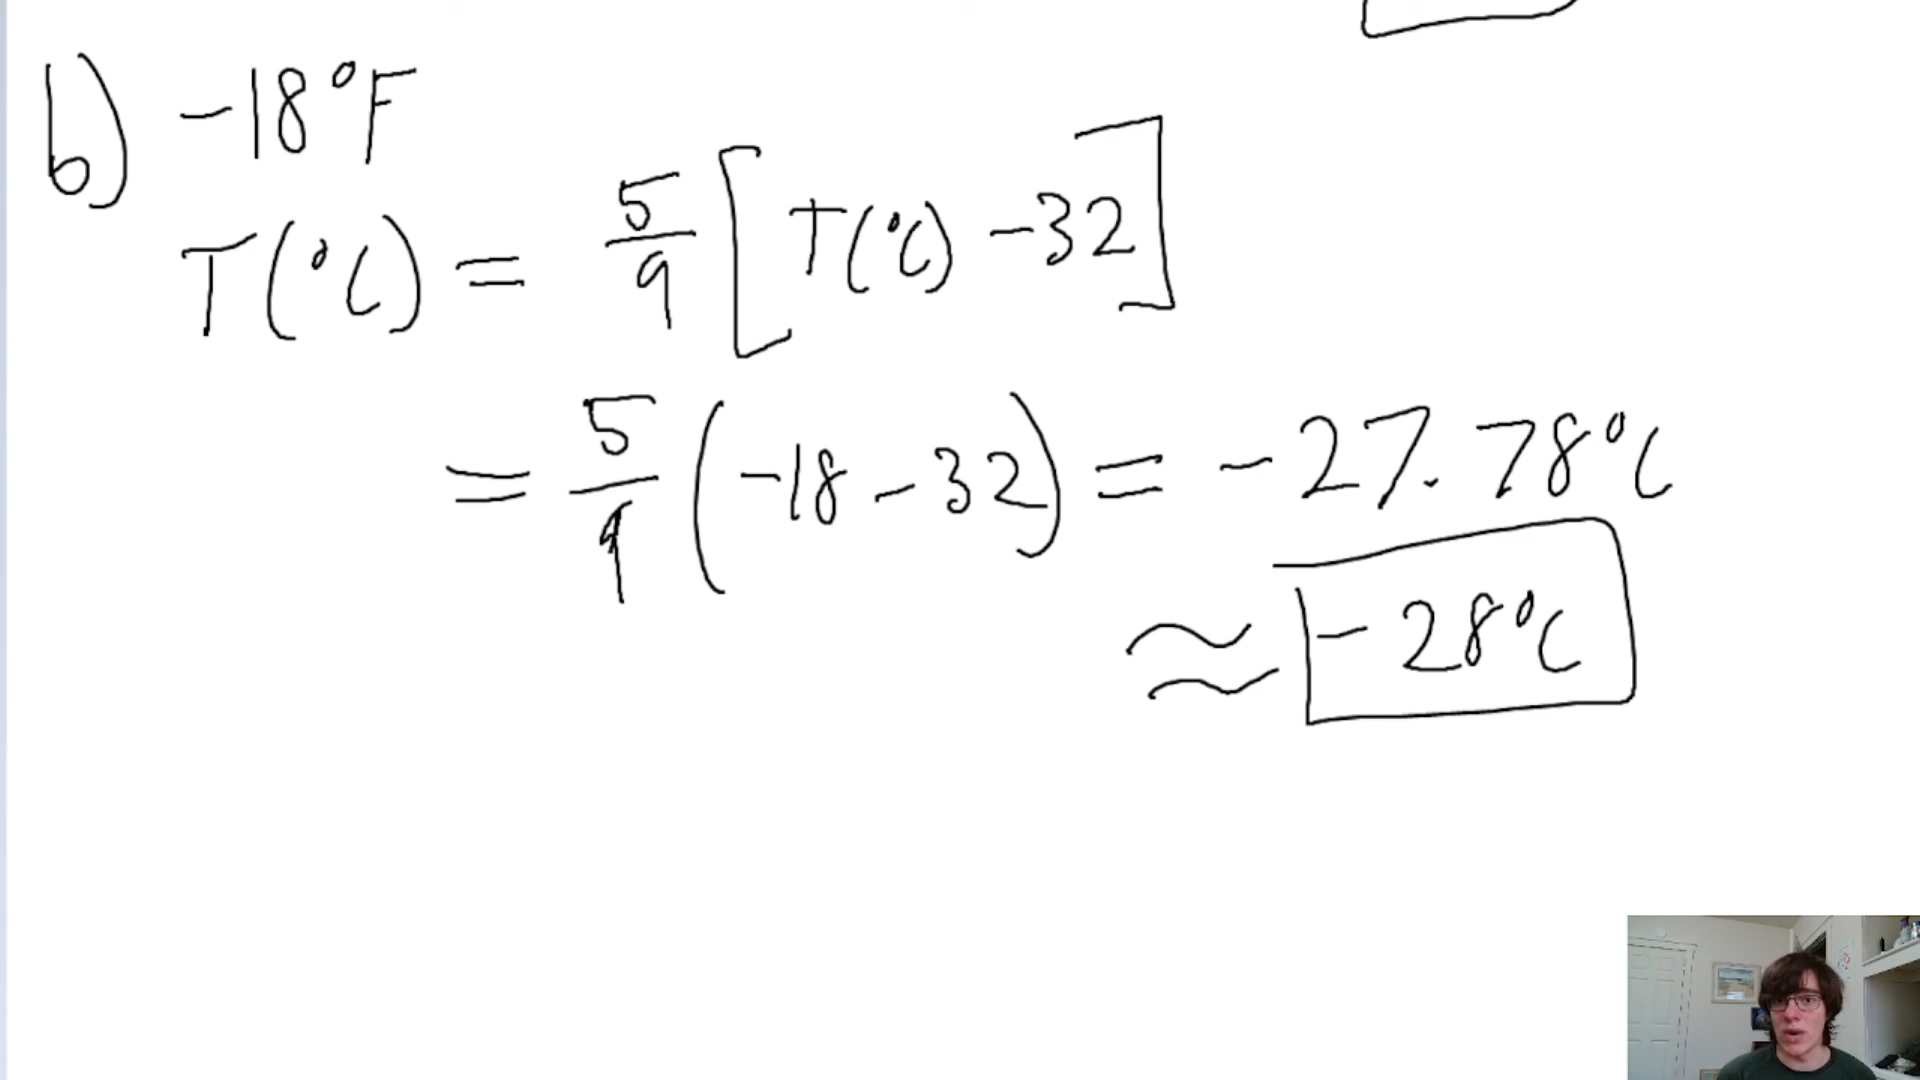 b) -18°F
T(°C) = 5/9 [T(°C) -32]
= 5/9 (-18-32) = -27.78°C
≈ -28°C